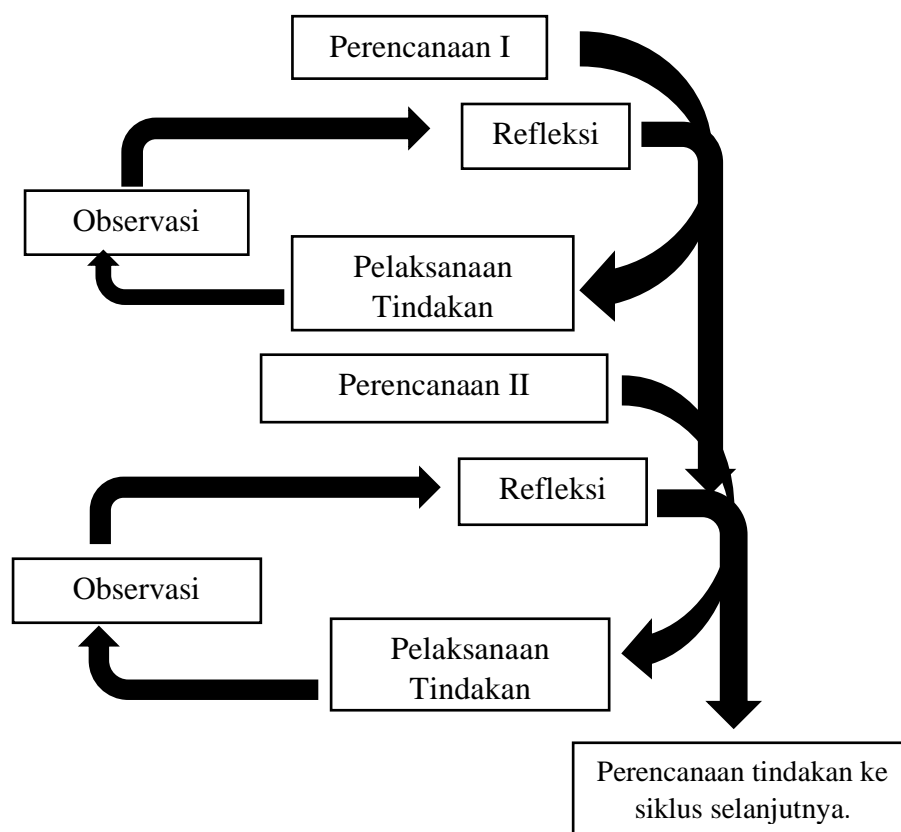 Perencanaan I
Refleksi
Observasi
Pelaksanaan
Tindakan
Perencanaan II
Refleksi
Observasi
Pelaksanaan
Tindakan
Perencanaan tindakan ke
siklus selanjutnya.